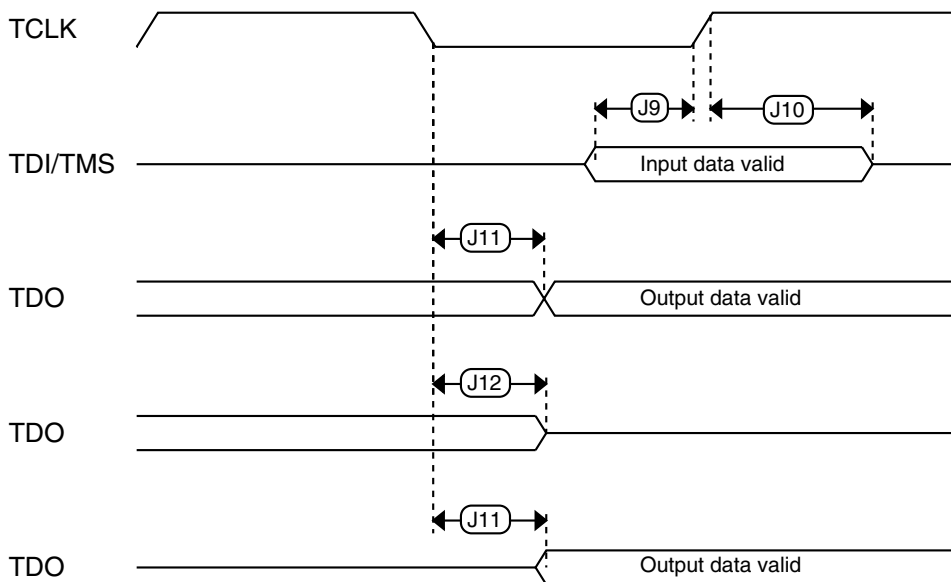 TCLK
J9
J10
TDI/TMS
Input data valid
J11
TDO
Output data valid
J12
TDO
J11
TDO
Output data valid